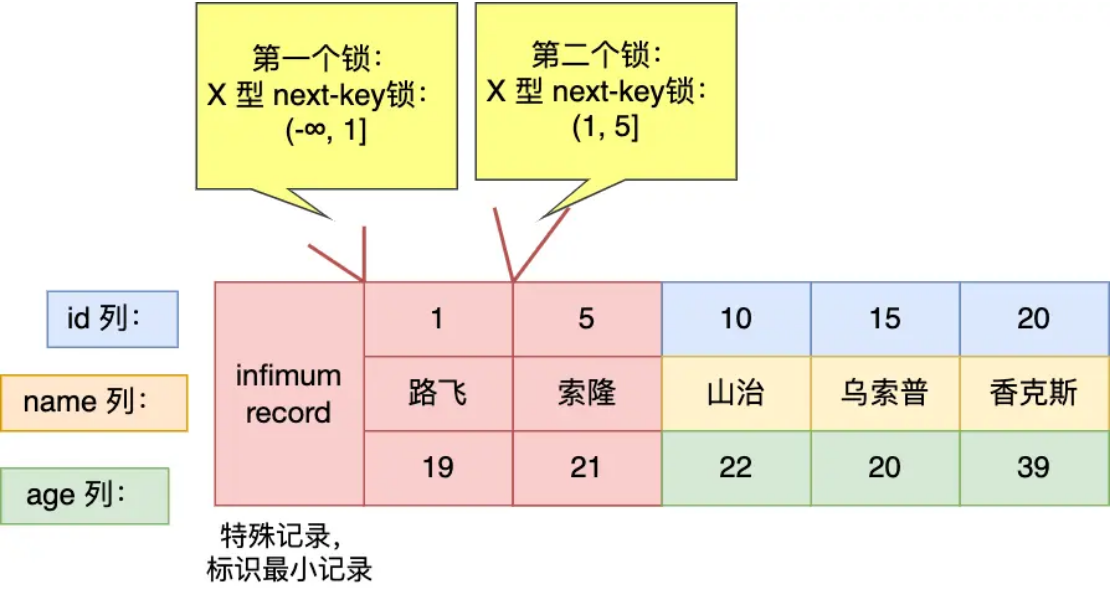 第一个锁：
X 型 next-key锁：
(-∞, 1]
第二个锁：
X 型 next-key锁：
(1, 5]
id 列：
1
5
10
15
20
infimum
record
name 列：
路飞
索隆
山治
乌索普
香克斯
age 列：
19
21
22
20
39
特殊记录，
标识最小记录